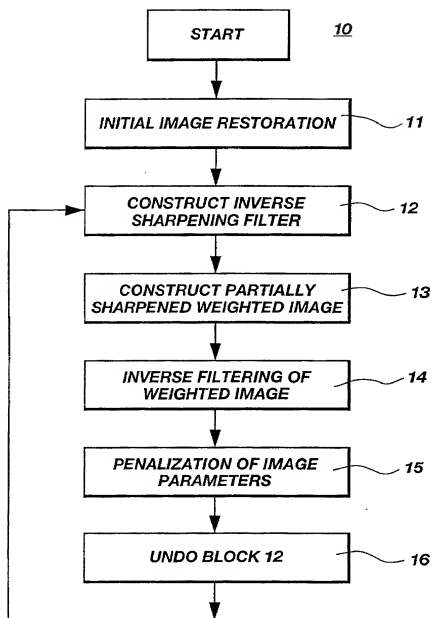 START
10
INITIAL IMAGE RESTORATION
11
CONSTRUCT INVERSE
SHARPENING FILTER
12
CONSTRUCT PARTIALLY
SHARPENED WEIGHTED IMAGE
13
INVERSE FILTERING OF
WEIGHTED IMAGE
14
PENALIZATION OF IMAGE
PARAMETERS
15
UNDO BLOCK 12
16